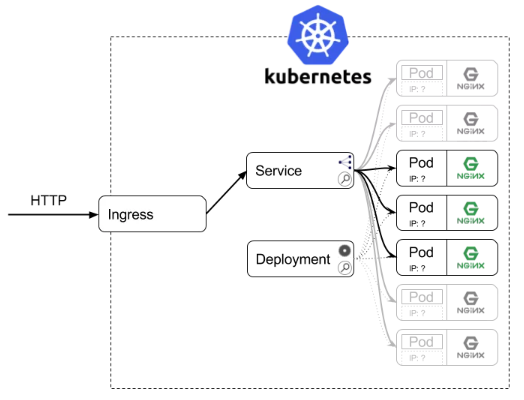 kubernetes
HTTP
Ingress
Service
Deployment
Pod
IP: ?
NGINX
Pod
IP: ?
NGINX
Pod
IP: ?
NGINX
Pod
IP: ?
NGINX
Pod
IP: ?
NGINX
Pod
IP: ?
NGINX
Pod
IP: ?
NGINX